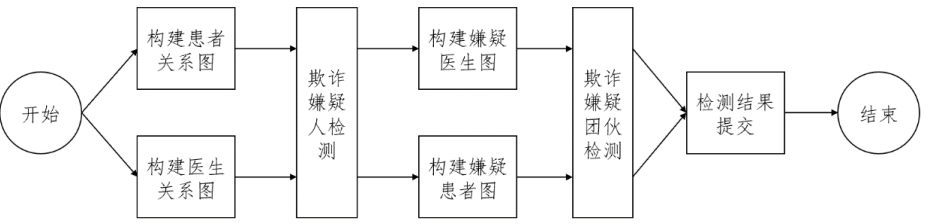 开始
构建患者
关系图
构建医生
关系图
欺诈
嫌疑
人检
测
构建嫌疑
医生图
构建嫌疑
患者图
欺诈
嫌疑
团伙
检测
检测结果
提交
结束